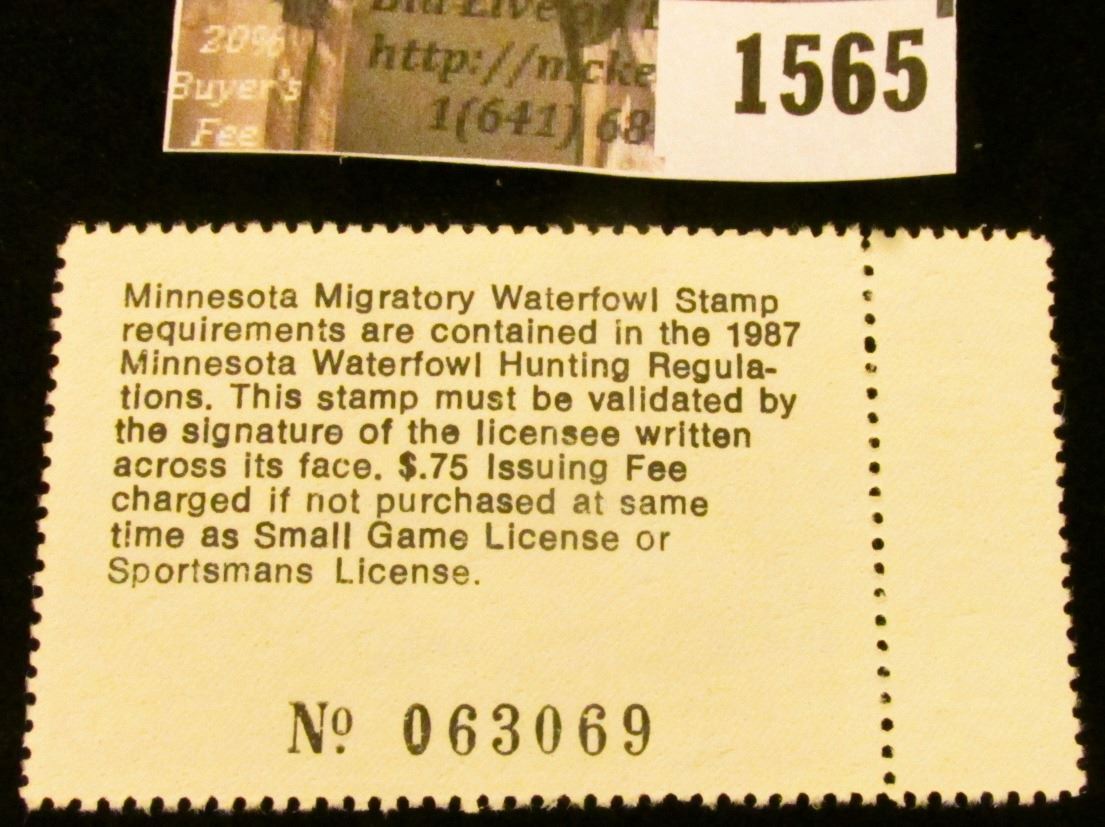 20%
http://mcke
1565
Buyer's
1(641) 68
Fee
Minnesota Migratory Waterfowl Stamp
requirements are contained in the 1987
Minnesota Waterfowl Hunting Regula-
tions. This stamp must be validated by
the signature of the licensee written
across its face. $.75 Issuing Fee
charged if not purchased at same
time as Small Game License or
Sportsmans License.
Nº 063069